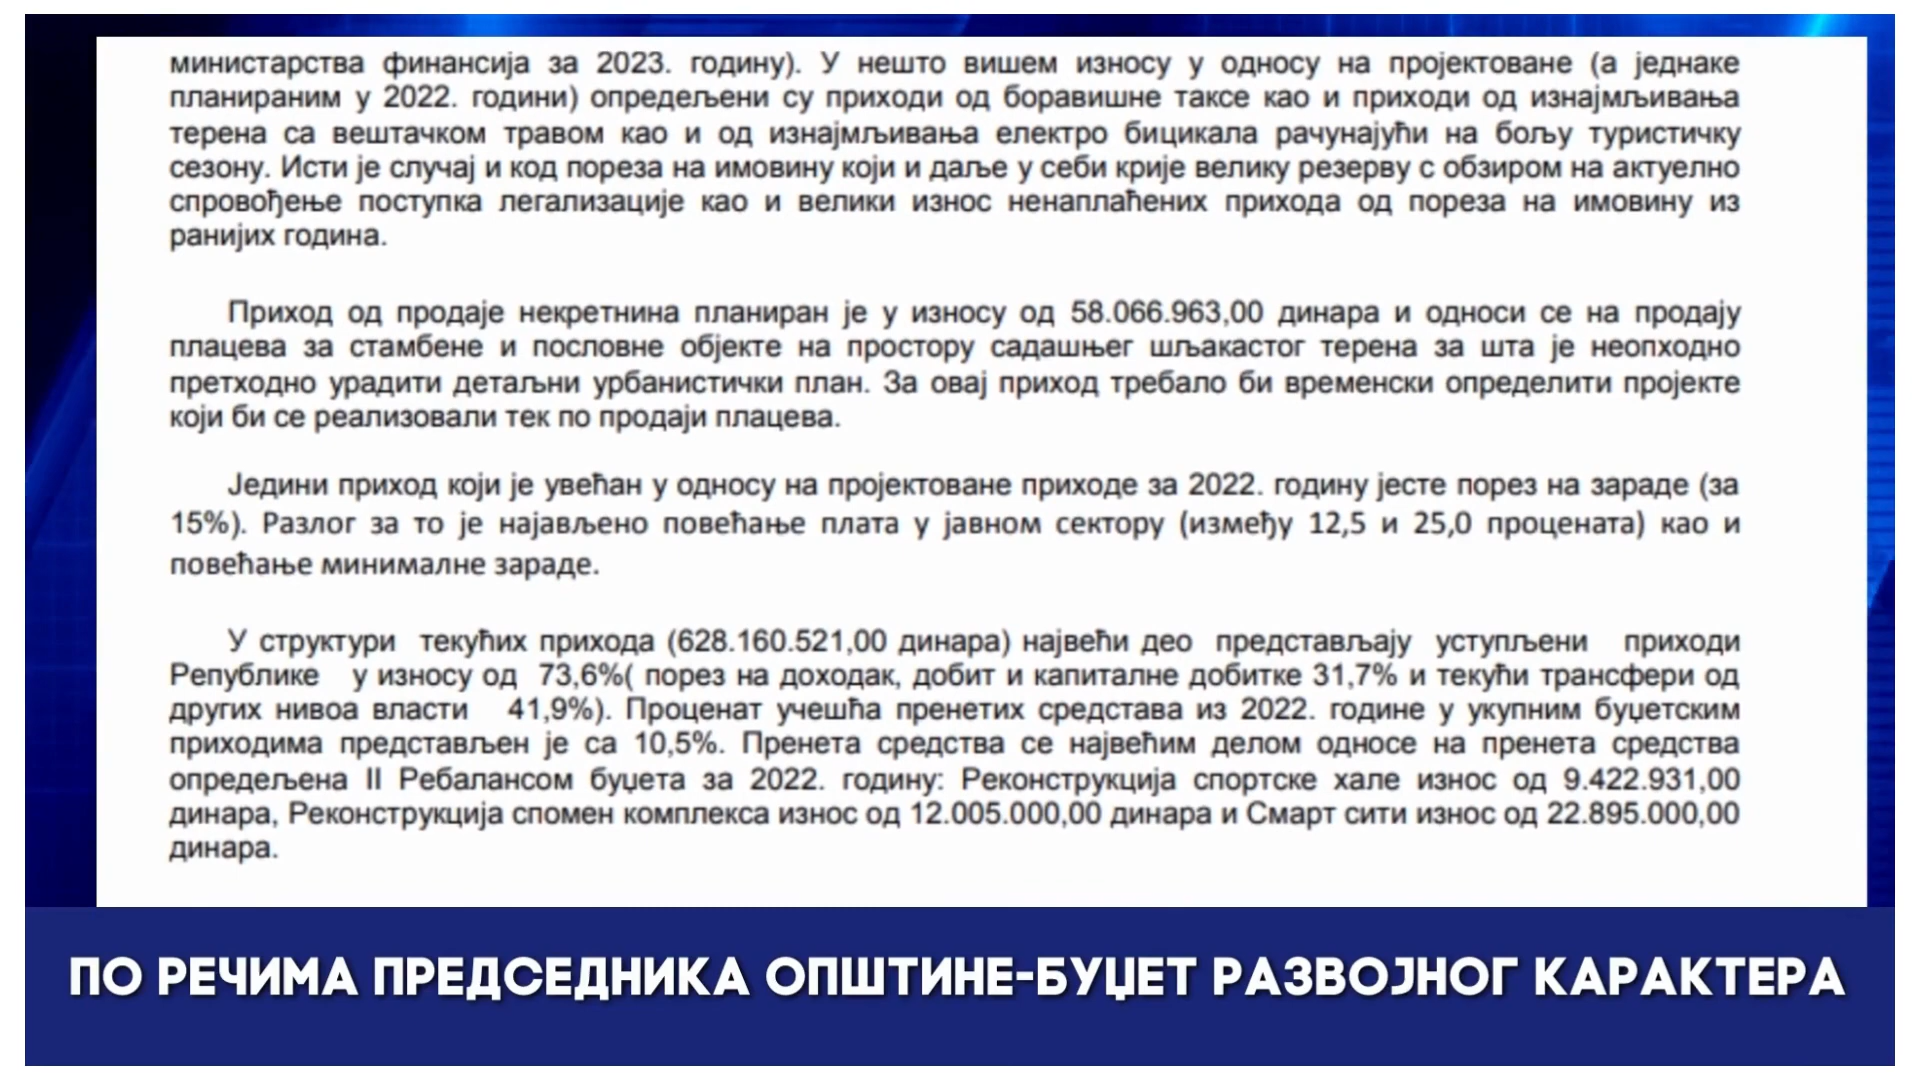 министарства финансија за 2023. годину). У нешто вишем износу у односу на пројектоване (а једнаке
планираним у 2022. години) опредељени су приходи од боравишне таксе као и приходи од изнајмљивања
терена са вештачком травом као и од изнајмљивања електро бицикала рачунајући на бољу туристичку
сезону. Исти је случај и код пореза на имовину који и даље у себи крије велику резерву с обзиром на актуелно
спровођење поступка легализације као и велики износ ненаплаћених прихода од пореза на имовину из
ранијих година.
Приход од продаје некретнина планиран је у износу од 58.066.963,00 динара и односи се на продају
плацева за стамбене и пословне објекте на простору садашњег шљакастог терена за шта је неопходно
претходно урадити детаљни урбанистички план. За овај приход требало би временски определити пројекте
који би се реализовали тек по продаји плацева.
Једини приход који је увећан у односу на пројектоване приходе за 2022. годину јесте порез на зараде (за
15%). Разлог за то је најављено повећање плата у јавном сектору (између 12,5 и 25,0 процената) као и
повећање минималне зараде.
У структури текућих прихода (628.160.521,00 динара) највећи део представљају уступљени приходи
Републике у износу од 73,6%( порез на доходак, добит и капиталне добитке 31,7% и текући трансфери од
других нивоа власти 41,9%). Проценат учешћа пренетих средстава из 2022. године у укупним буџетским
приходима представљен је са 10,5%. Пренета средства се највећим делом односе на пренета средства
опредељена II Ребалансом буџета за 2022. годину: Реконструкција спортске хале износ од 9.422.931,00
динара, Реконструкција спомен комплекса износ од 12.005.000,00 динара и Смарт сити износ од 22.895.000,00
динара.
ПО РЕЧИМА ПРЕДСЕДНИКА ОПШТИНЕ-БУЏЕТ РАЗВОЈНОГ КАРАКТЕРА